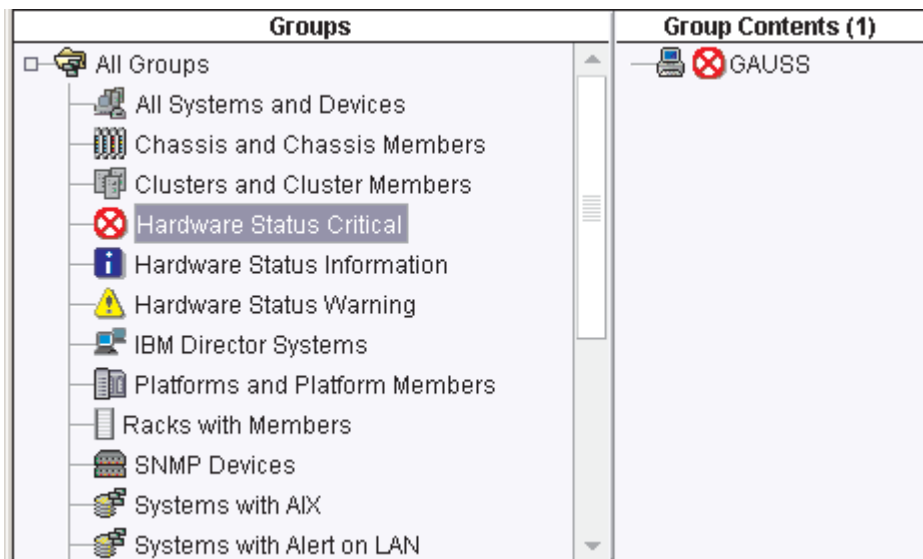 Groups
All Groups
All Systems and Devices
Chassis and Chassis Members
Clusters and Cluster Members
Hardware Status Critical
Hardware Status Information
Hardware Status Warning
IBM Director Systems
Platforms and Platform Members
Racks with Members
SNMP Devices
Systems with AIX
Systems with Alert on LAN
Group Contents (1)
GAUSS